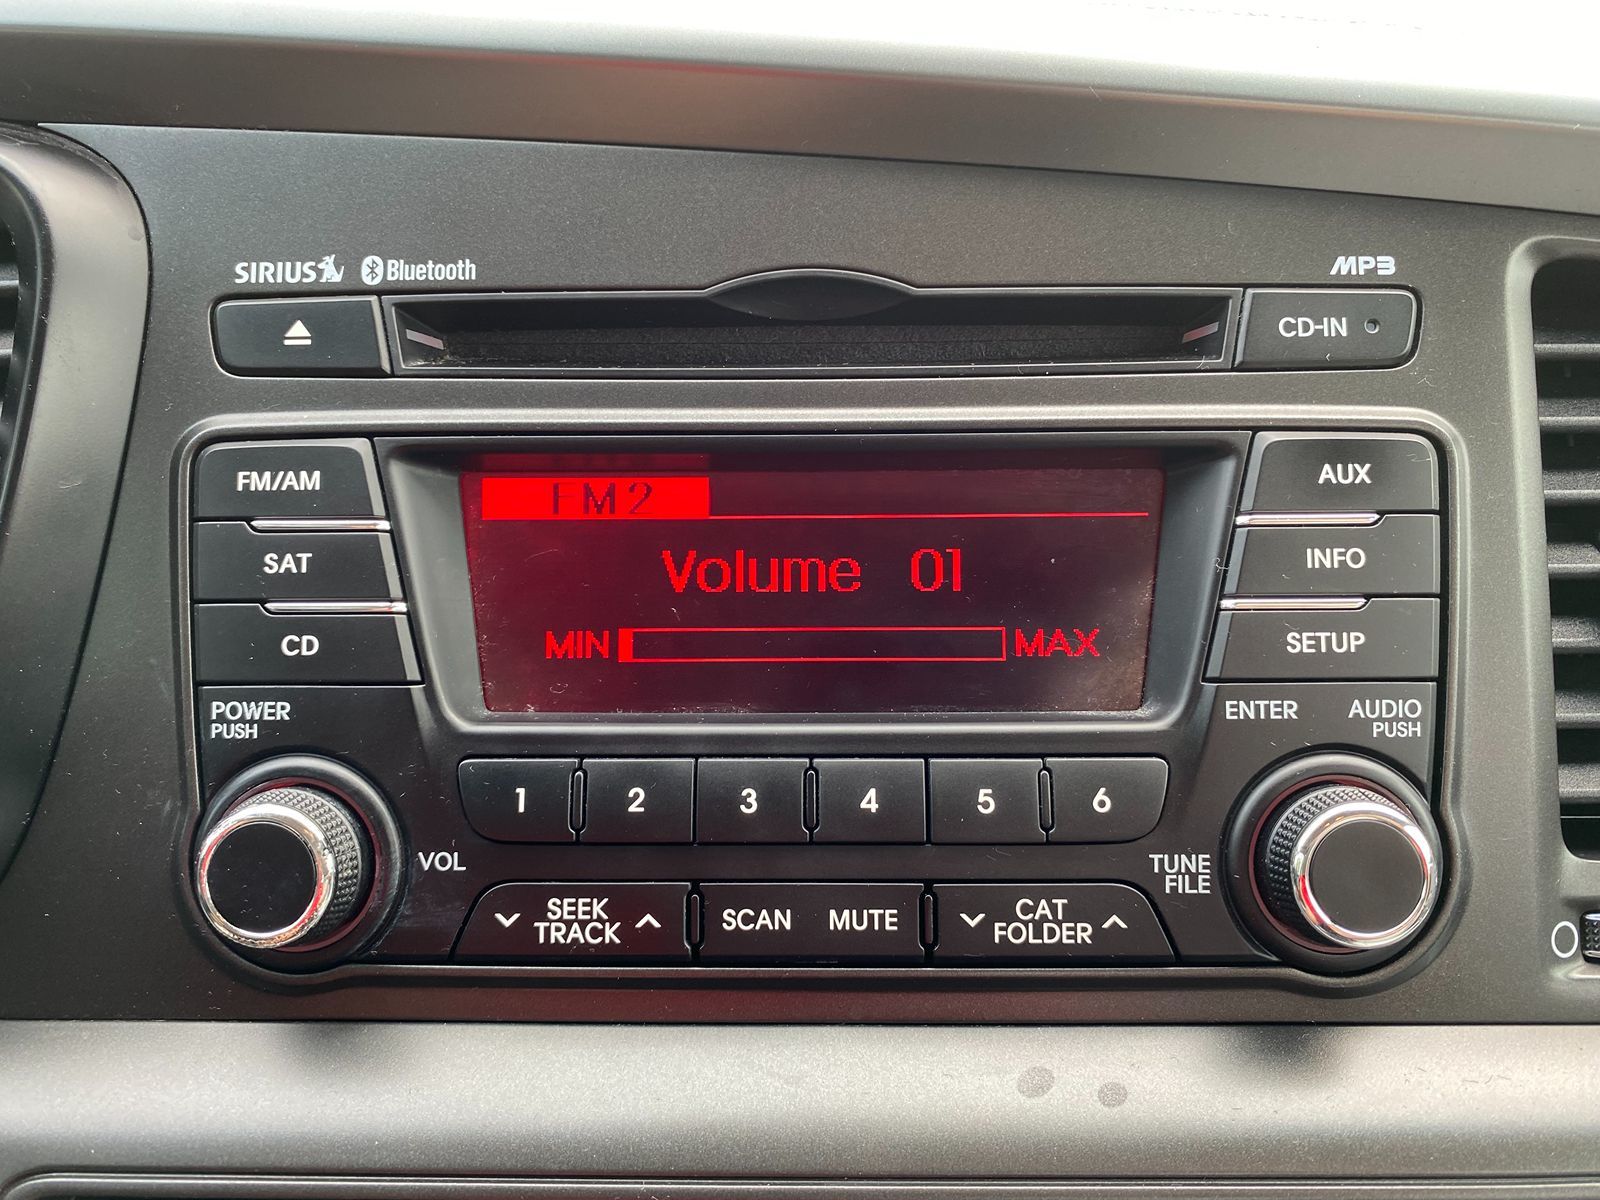 SIRIUS Bluetooth
MP3
CD-IN
FM/AM
SAT
CD
FM2
Volume 01
MIN MAX
AUX
INFO
SETUP
POWER
PUSH
VOL
ENTER
AUDIO
PUSH
1 2 3 4 5 6
TUNE
FILE
SEEK
TRACK
SCAN MUTE
CAT
FOLDER